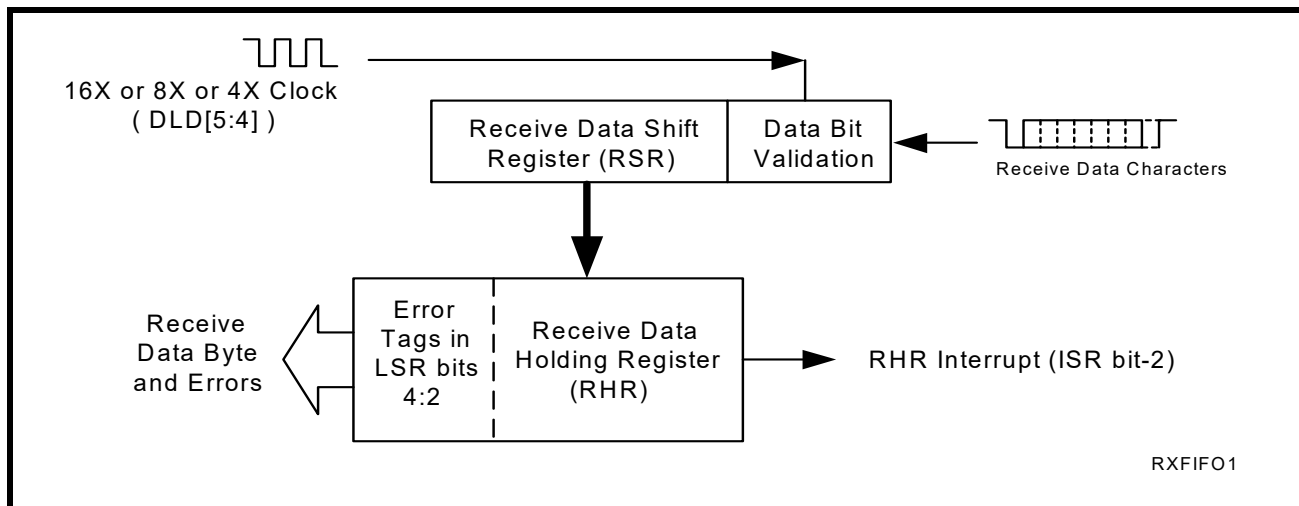 16X or 8X or 4X Clock
( DLD[5:4] )
Receive Data Shift
Register (RSR)
Data Bit
Validation
Receive Data Characters
Receive
Data Byte
and Errors
Error
Tags in
LSR bits
4:2
Receive Data
Holding Register
(RHR)
RHR Interrupt (ISR bit-2)
RXFIFO1